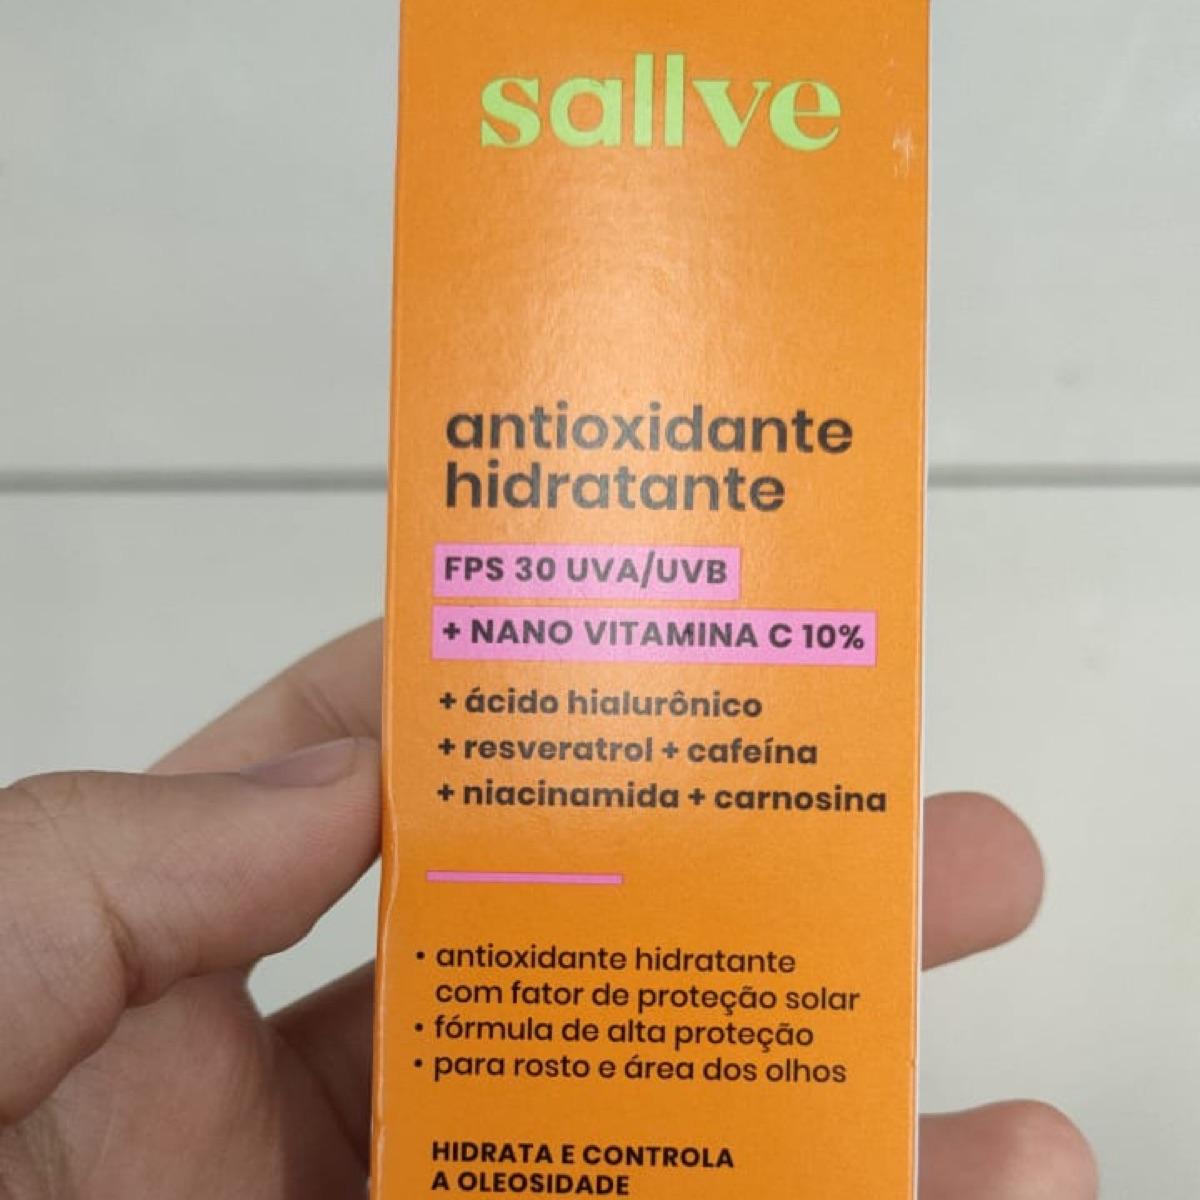 sallve
antioxidante
hidratante
FPS 30 UVA/UVB
+ NANO VITAMINA C 10%
+ ácido hialurônico
+ resveratrol + cafeína
+ niacinamida + carnosina
• antioxidante hidratante
com fator de proteção solar
• fórmula de alta proteção
• para rosto e área dos olhos
HIDRATA E CONTROLA
A OLEOSIDADE